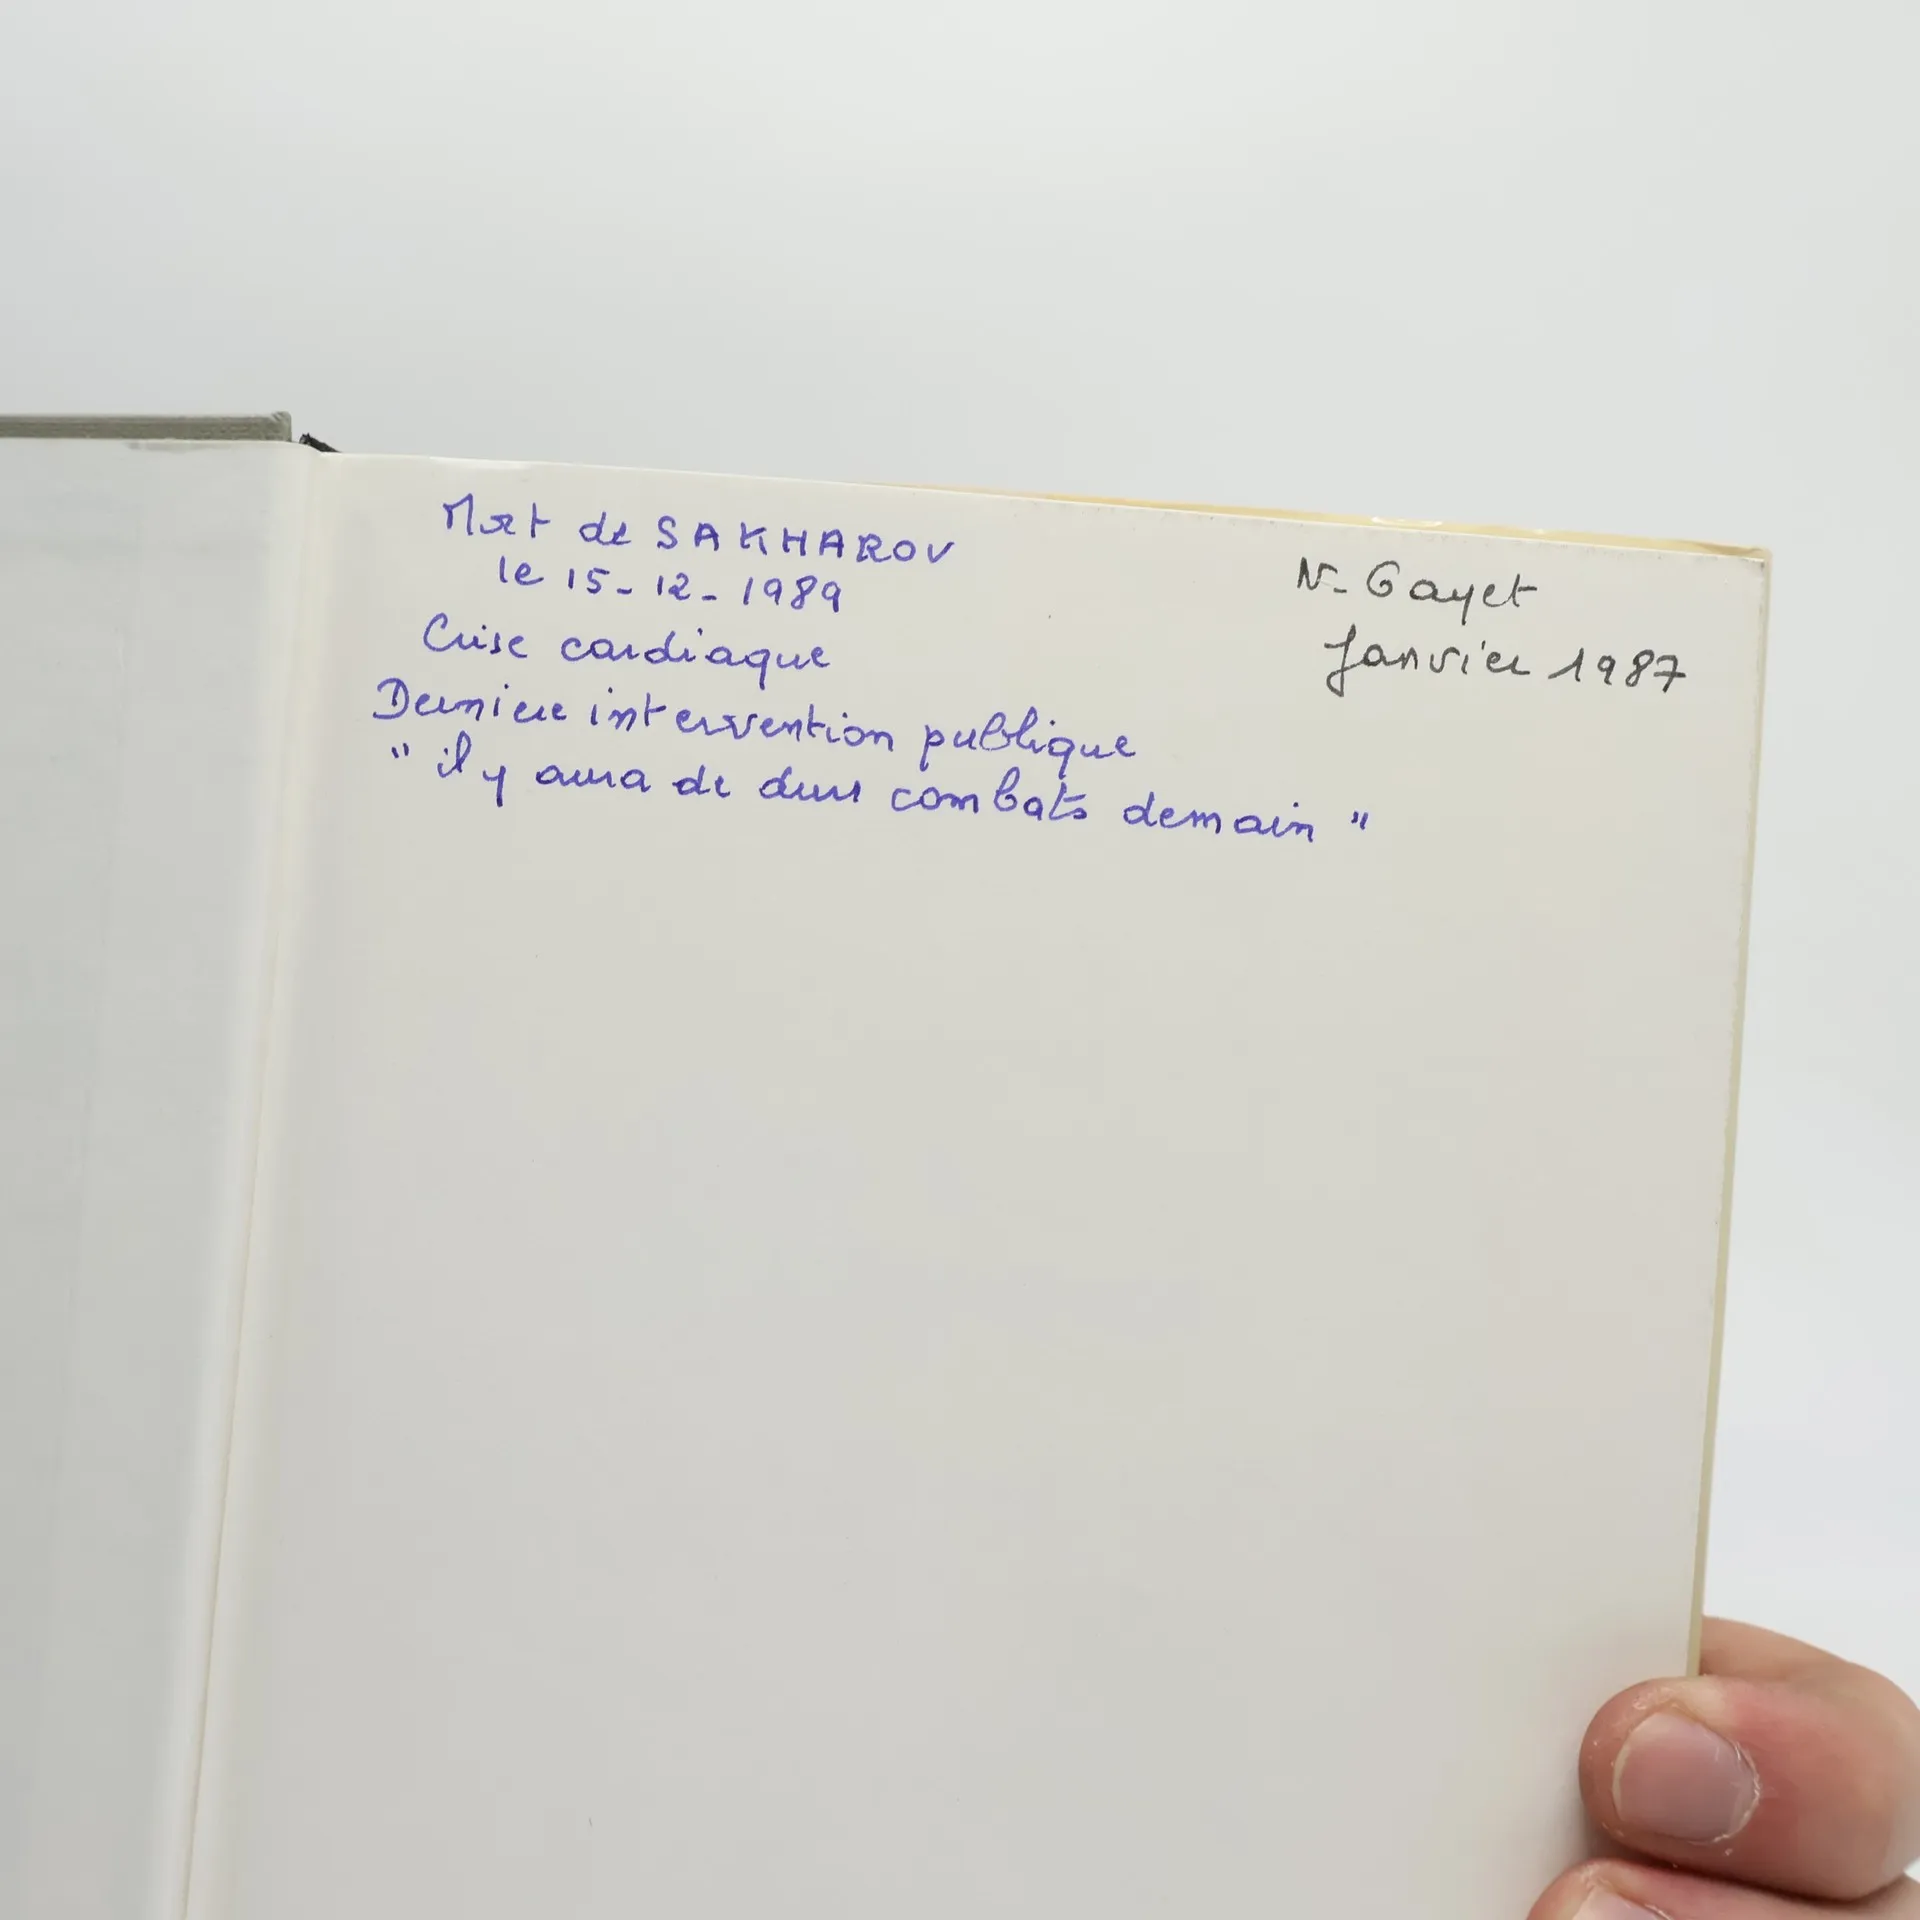 Mort de SAKHAROV
le 15-12-1989
Crise cardiaque
Derniere intervention publique
" il y aura de durs combats demain "
N- Gayet
Janvier 1987